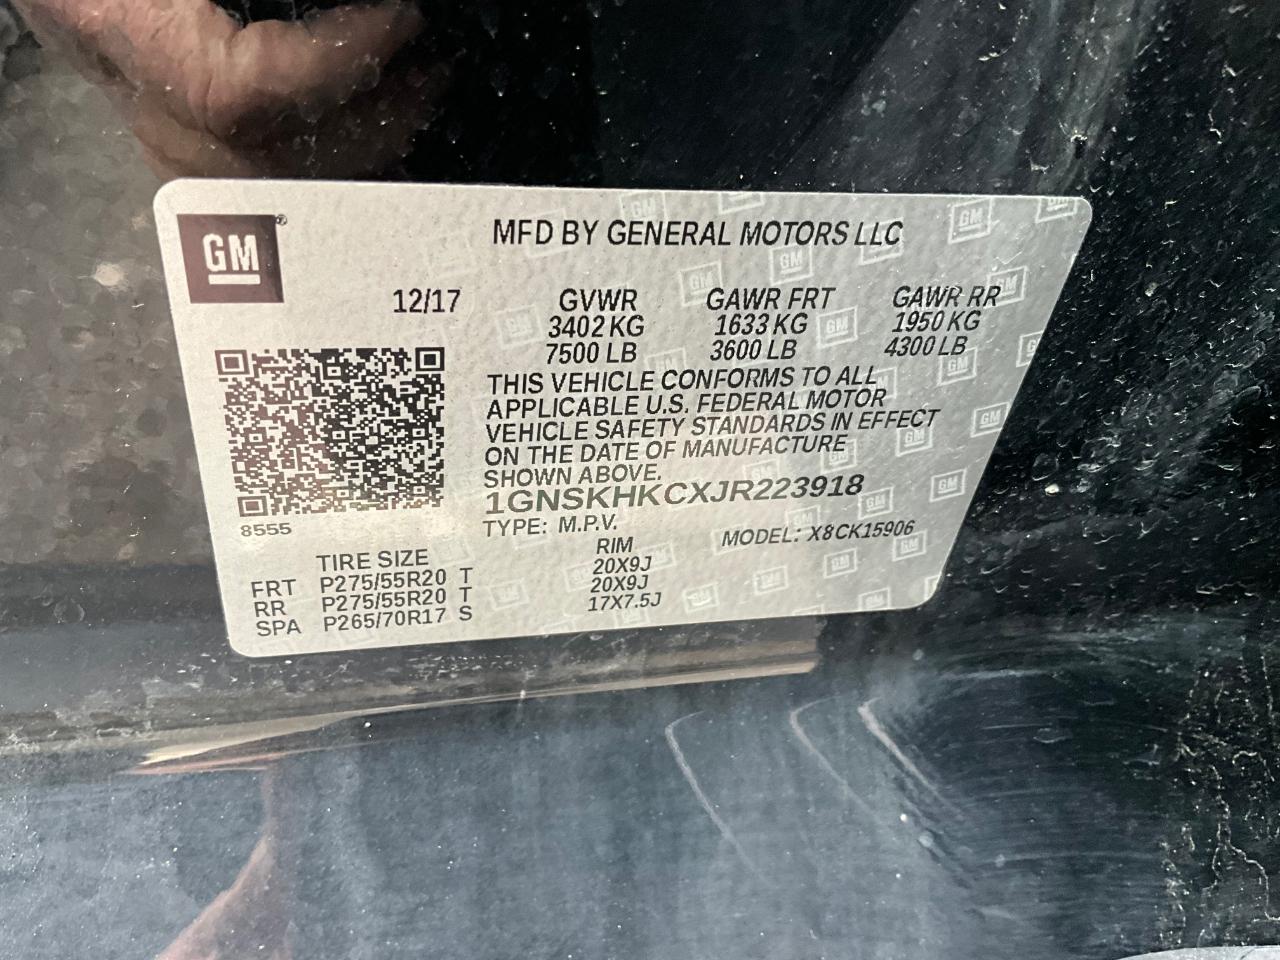 GM
MFD BY GENERAL MOTORS LLC
12/17 GVWR GAWR FRT GAWR RR
3402 KG 1633 KG 1950 KG
7500 LB 3600 LB 4300 LB
THIS VEHICLE CONFORMS TO ALL
APPLICABLE U.S. FEDERAL MOTOR
VEHICLE SAFETY STANDARDS IN EFFECT
ON THE DATE OF MANUFACTURE
SHOWN ABOVE.
1GNSKHKCXJR223918
8555
TYPE: M.P.V. MODEL: X8CK15906
TIRE SIZE RIM
FRT P275/55R20 T 20X9J
RR P275/55R20 T 20X9J
SPA P265/70R17 S 17X7.5J